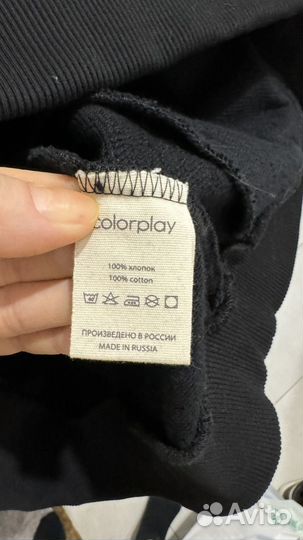 colorplay
100% хлопок
100% cotton
ПРОИЗВЕДЕНО В РОССИИ
MADE IN RUSSIA
Avito